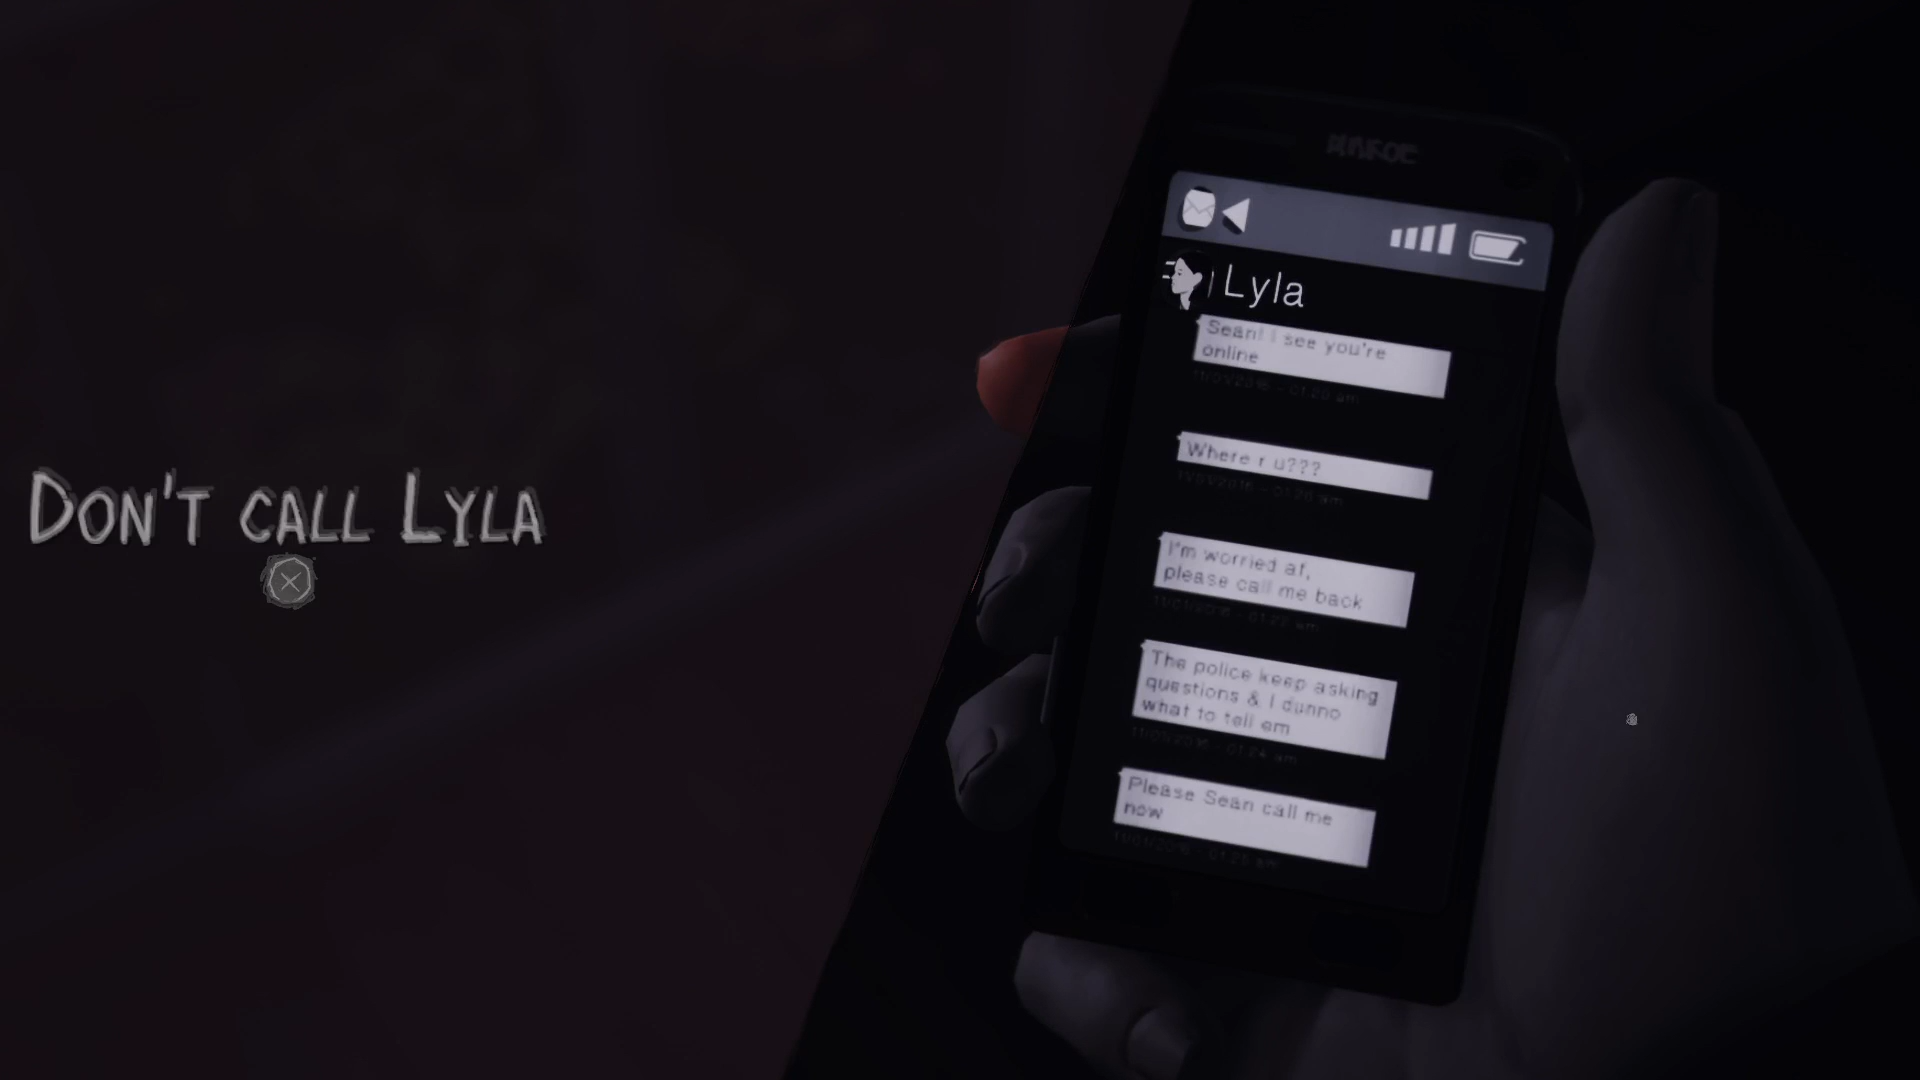 DON'T CALL LYLA
Lyla
Sean! I see you're
online
Where r u???
I'm worried af,
please call me back
The police keep asking
questions & I dunno
what to tell em
Please Sean call me
now